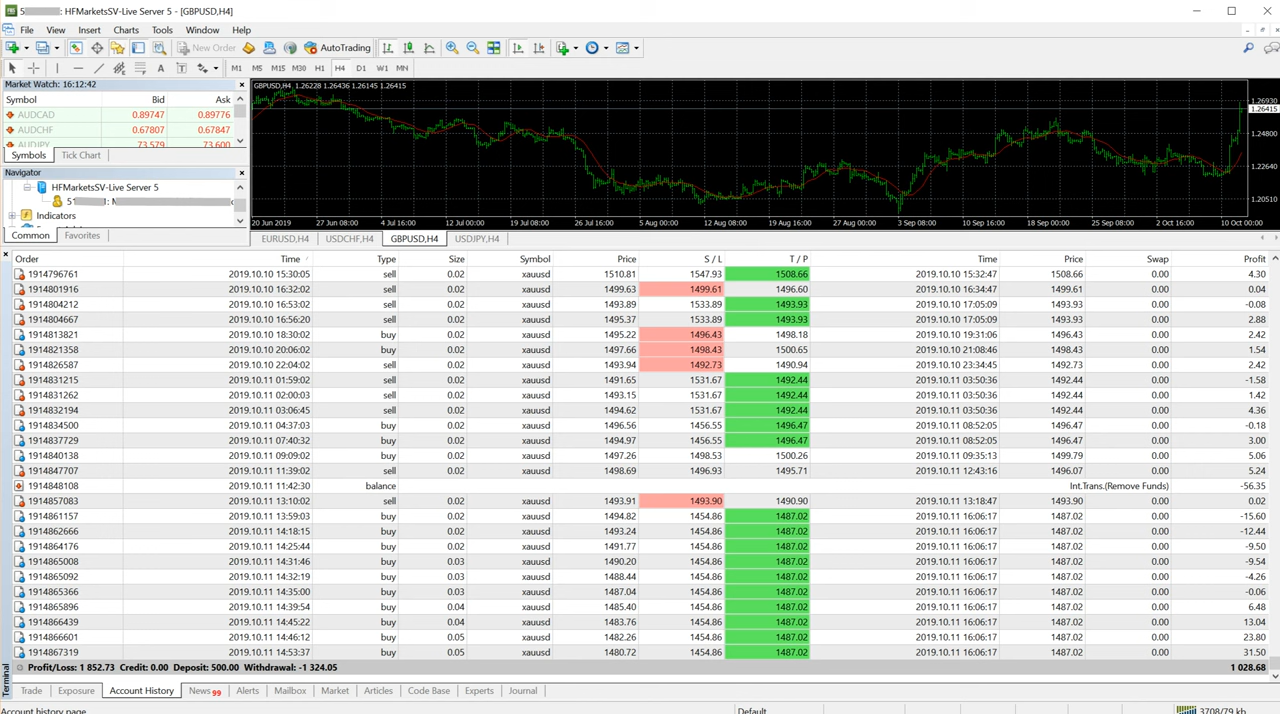 5 : HFMarketsSV-Live Server 5 - [GBPUSD,H4]
File View Insert Charts Tools Window Help
New Order AutoTrading
A T M1 M5 M15 M30 H1 H4 D1 W1 MN
Market Watch: 16:12:42
Symbol Bid Ask
AUDCAD 0.89747 0.89776
AUDCHF 0.67807 0.67847
AUDJPY 73.579 73.600
Symbols Tick Chart
Navigator
HFMarketsSV-Live Server 5
Indicators
Common Favorites
GBPUSD,H4 1.26228 1.26436 1.26145 1.26415
1.26930
1.26415
1.24800
1.22640
1.20510
20 Jun 2019 27 Jun 08:00 4 Jul 16:00 12 Jul 00:00 19 Jul 08:00 26 Jul 16:00 5 Aug 00:00 12 Aug 08:00 19 Aug 16:00 27 Aug 00:00 3 Sep 08:00 10 Sep 16:00 18 Sep 00:00 25 Sep 08:00 2 Oct 16:00 10 Oct 00:00
EURUSD,H4 USDCHF,H4 GBPUSD,H4 USDJPY,H4
Order Time Type Size Symbol Price S / L T / P Time Price Swap Profit
1914796761 2019.10.10 15:30:05 sell 0.02 xauusd 1510.81 1547.93 1508.66 2019.10.10 15:32:47 1508.66 0.00 4.30
1914801916 2019.10.10 16:32:02 sell 0.02 xauusd 1499.63 1499.61 1496.60 2019.10.10 16:34:47 1499.61 0.00 0.04
1914804212 2019.10.10 16:53:02 sell 0.02 xauusd 1493.89 1533.89 1493.93 2019.10.10 17:05:09 1493.93 0.00 -0.08
1914804667 2019.10.10 16:56:20 sell 0.02 xauusd 1495.37 1533.89 1493.93 2019.10.10 17:05:09 1493.93 0.00 2.88
1914813821 2019.10.10 18:30:02 buy 0.02 xauusd 1495.22 1496.43 1498.18 2019.10.10 19:31:06 1496.43 0.00 2.42
1914821358 2019.10.10 20:06:02 buy 0.02 xauusd 1497.66 1498.43 1500.65 2019.10.10 21:08:46 1498.43 0.00 1.54
1914826587 2019.10.10 22:04:02 sell 0.02 xauusd 1493.94 1492.73 1490.94 2019.10.10 23:34:45 1492.73 0.00 2.42
1914831215 2019.10.11 01:59:02 sell 0.02 xauusd 1491.65 1531.67 1492.44 2019.10.11 03:50:36 1492.44 0.00 -1.58
1914831262 2019.10.11 02:00:03 sell 0.02 xauusd 1493.15 1531.67 1492.44 2019.10.11 03:50:36 1492.44 0.00 1.42
1914832194 2019.10.11 03:06:45 sell 0.02 xauusd 1494.62 1531.67 1492.44 2019.10.11 03:50:36 1492.44 0.00 4.36
1914834500 2019.10.11 04:37:03 buy 0.02 xauusd 1496.56 1456.55 1496.47 2019.10.11 08:52:05 1496.47 0.00 -0.18
1914837729 2019.10.11 07:40:32 buy 0.02 xauusd 1494.97 1456.55 1496.47 2019.10.11 08:52:05 1496.47 0.00 3.00
1914840138 2019.10.11 09:09:02 buy 0.02 xauusd 1497.26 1498.53 1500.26 2019.10.11 09:35:13 1499.79 0.00 5.06
1914847707 2019.10.11 11:39:02 sell 0.02 xauusd 1498.69 1496.93 1495.71 2019.10.11 12:43:16 1496.07 0.00 5.24
1914848108 2019.10.11 11:42:30 balance Int.Trans.(Remove Funds) -56.35
1914857083 2019.10.11 13:10:02 sell 0.02 xauusd 1493.91 1493.90 1490.90 2019.10.11 13:18:47 1493.90 0.00 0.02
1914861157 2019.10.11 13:59:03 buy 0.02 xauusd 1494.82 1454.86 1487.02 2019.10.11 16:06:17 1487.02 0.00 -15.60
1914862666 2019.10.11 14:18:15 buy 0.02 xauusd 1493.24 1454.86 1487.02 2019.10.11 16:06:17 1487.02 0.00 -12.44
1914864176 2019.10.11 14:25:44 buy 0.02 xauusd 1491.77 1454.86 1487.02 2019.10.11 16:06:17 1487.02 0.00 -9.50
1914865008 2019.10.11 14:31:46 buy 0.03 xauusd 1490.20 1454.86 1487.02 2019.10.11 16:06:17 1487.02 0.00 -9.54
1914865092 2019.10.11 14:32:19 buy 0.03 xauusd 1488.44 1454.86 1487.02 2019.10.11 16:06:17 1487.02 0.00 -4.26
1914865366 2019.10.11 14:35:00 buy 0.03 xauusd 1487.04 1454.86 1487.02 2019.10.11 16:06:17 1487.02 0.00 -0.06
1914865896 2019.10.11 14:39:54 buy 0.04 xauusd 1485.40 1454.86 1487.02 2019.10.11 16:06:17 1487.02 0.00 6.48
1914866439 2019.10.11 14:45:22 buy 0.04 xauusd 1483.76 1454.86 1487.02 2019.10.11 16:06:17 1487.02 0.00 13.04
1914866601 2019.10.11 14:46:12 buy 0.05 xauusd 1482.26 1454.86 1487.02 2019.10.11 16:06:17 1487.02 0.00 23.80
1914867319 2019.10.11 14:53:37 buy 0.05 xauusd 1480.72 1454.86 1487.02 2019.10.11 16:06:17 1487.02 0.00 31.50
Profit/Loss: 1 852.73 Credit: 0.00 Deposit: 500.00 Withdrawal: -1 324.05 1 028.68
Terminal
Trade Exposure Account History News 99 Alerts Mailbox Market Articles Code Base Experts Journal
Account history page Default 3708/79 kb